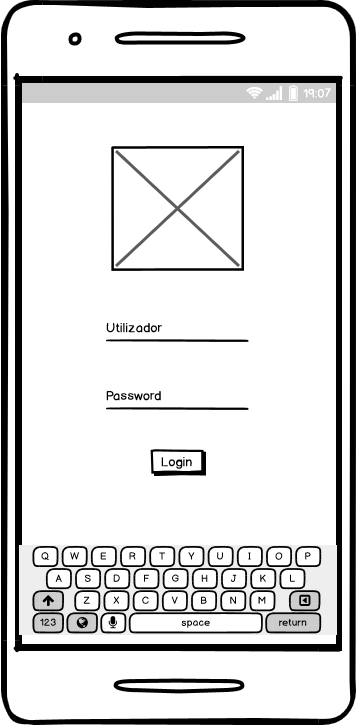 19:07
Utilizador
Password
Login
Q W E R T Y U I O P
A S D F G H J K L
Z X C V B N M
123 space return